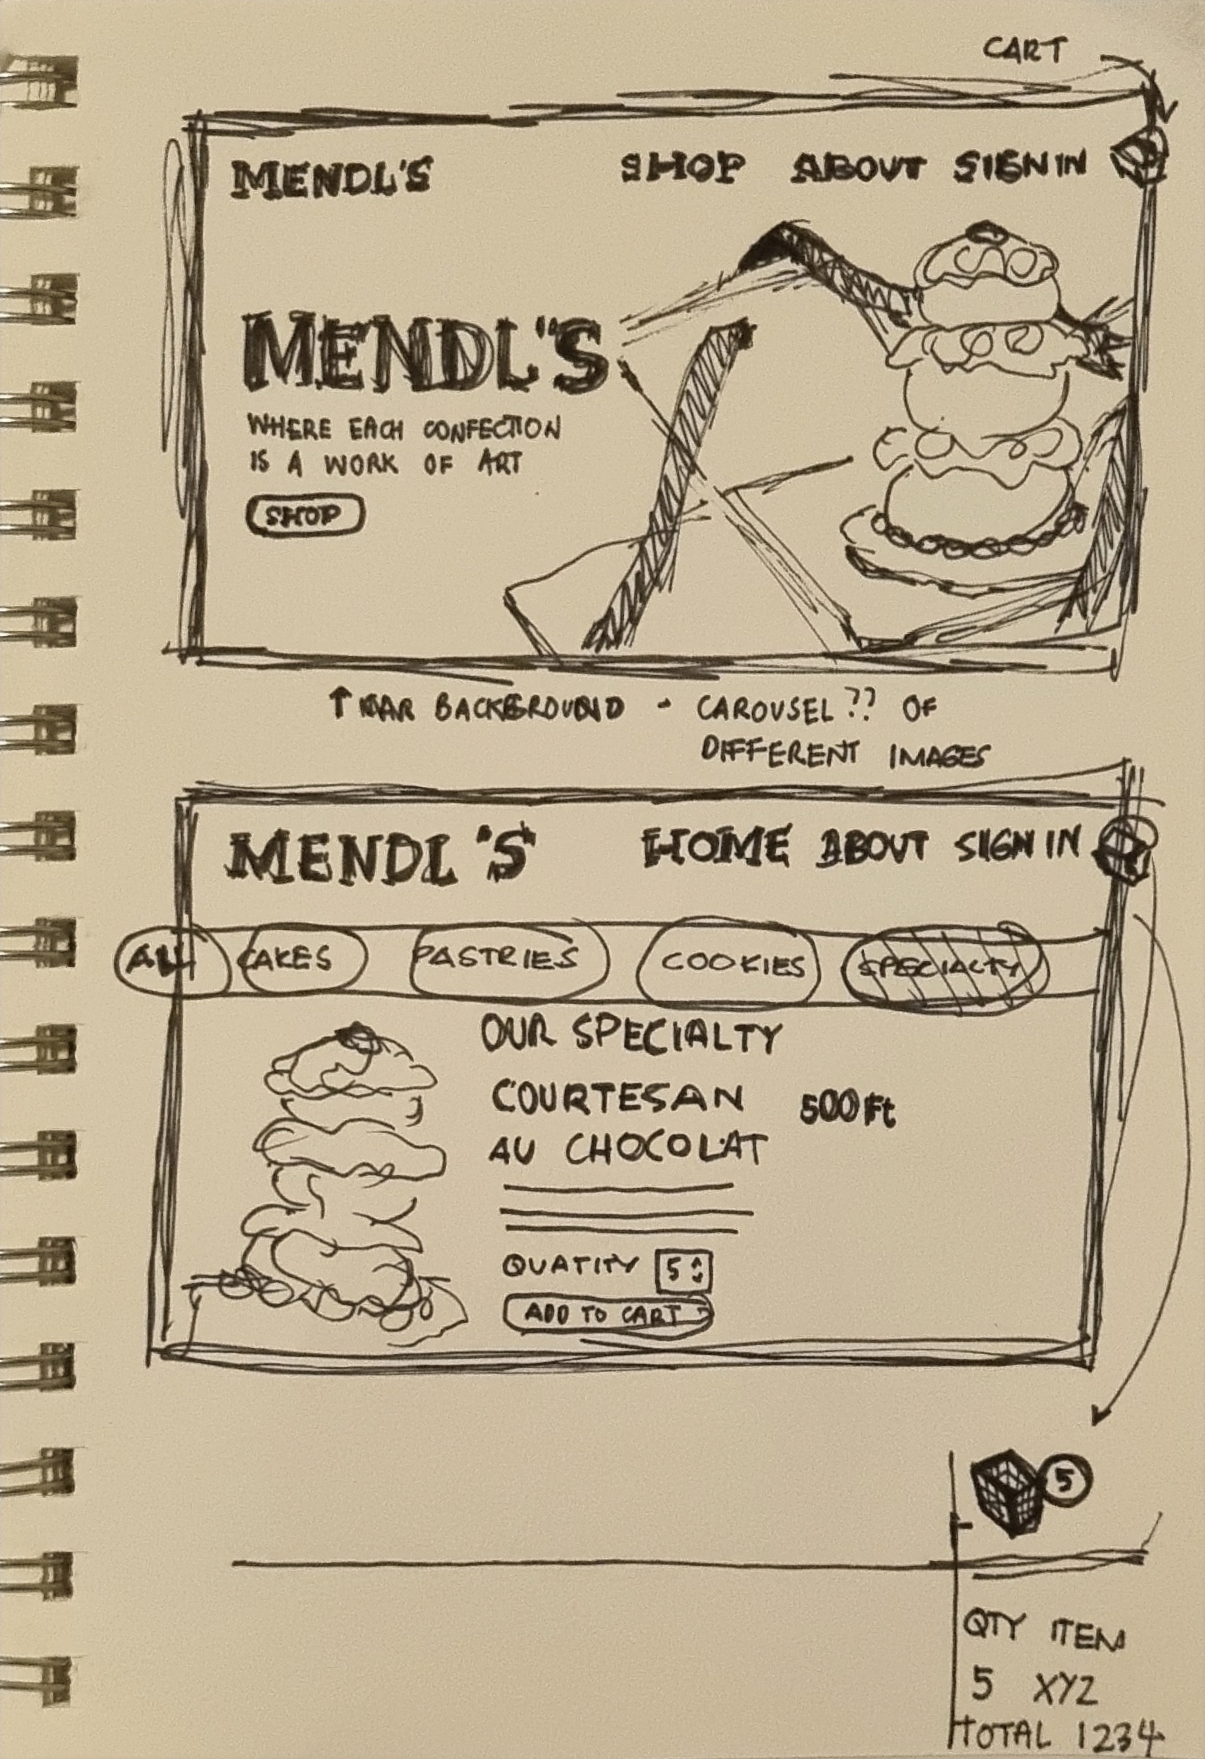 CART
MENDL'S SHOP ABOUT SIGN IN
MENDL'S
WHERE EACH CONFECTION
IS A WORK OF ART
SHOP
↑ BACKGROUND - CAROUSEL?? OF
DIFFERENT IMAGES
MENDL'S HOME ABOUT SIGN IN
ALL CAKES PASTRIES COOKIES SPECIALTY
OUR SPECIALTY
COURTESAN 500 Ft
AU CHOCOLAT
QUATITY 5
ADD TO CART
5
QTY ITEM
5 XYZ
TOTAL 1234